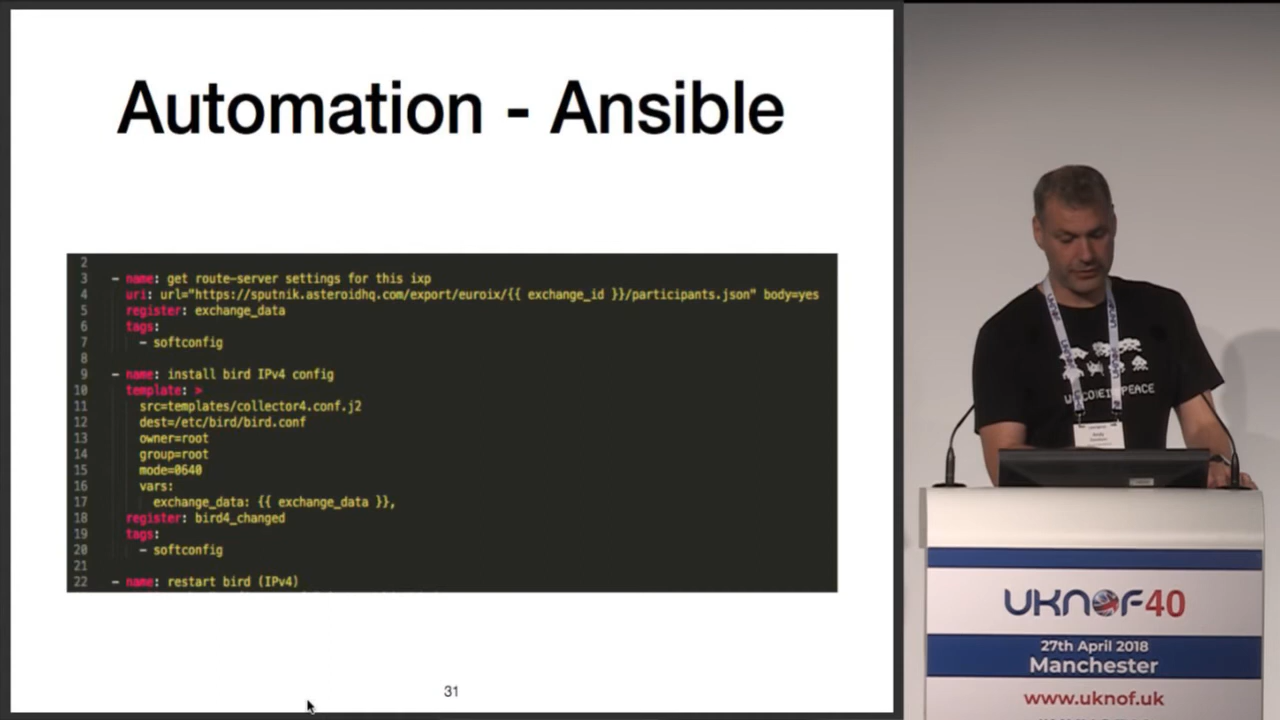 Automation - Ansible
2
3 - name: get route-server settings for this ixp
4 uri: url="https://sputnik.asteroidhq.com/export/euroix/{{ exchange_id }}/participants.json" body=yes
5 register: exchange_data
6 tags:
7 - softconfig
8
9 - name: install bird IPv4 config
10 template: >
11 src=templates/collector4.conf.j2
12 dest=/etc/bird/bird.conf
13 owner=root
14 group=root
15 mode=0640
16 vars:
17 exchange_data: {{ exchange_data }},
18 register: bird4_changed
19 tags:
20 - softconfig
21
22 - name: restart bird (IPv4)
31
UKNOF
PEACE
Andy
UKNOF40
27th April 2018
Manchester
www.uknof.uk